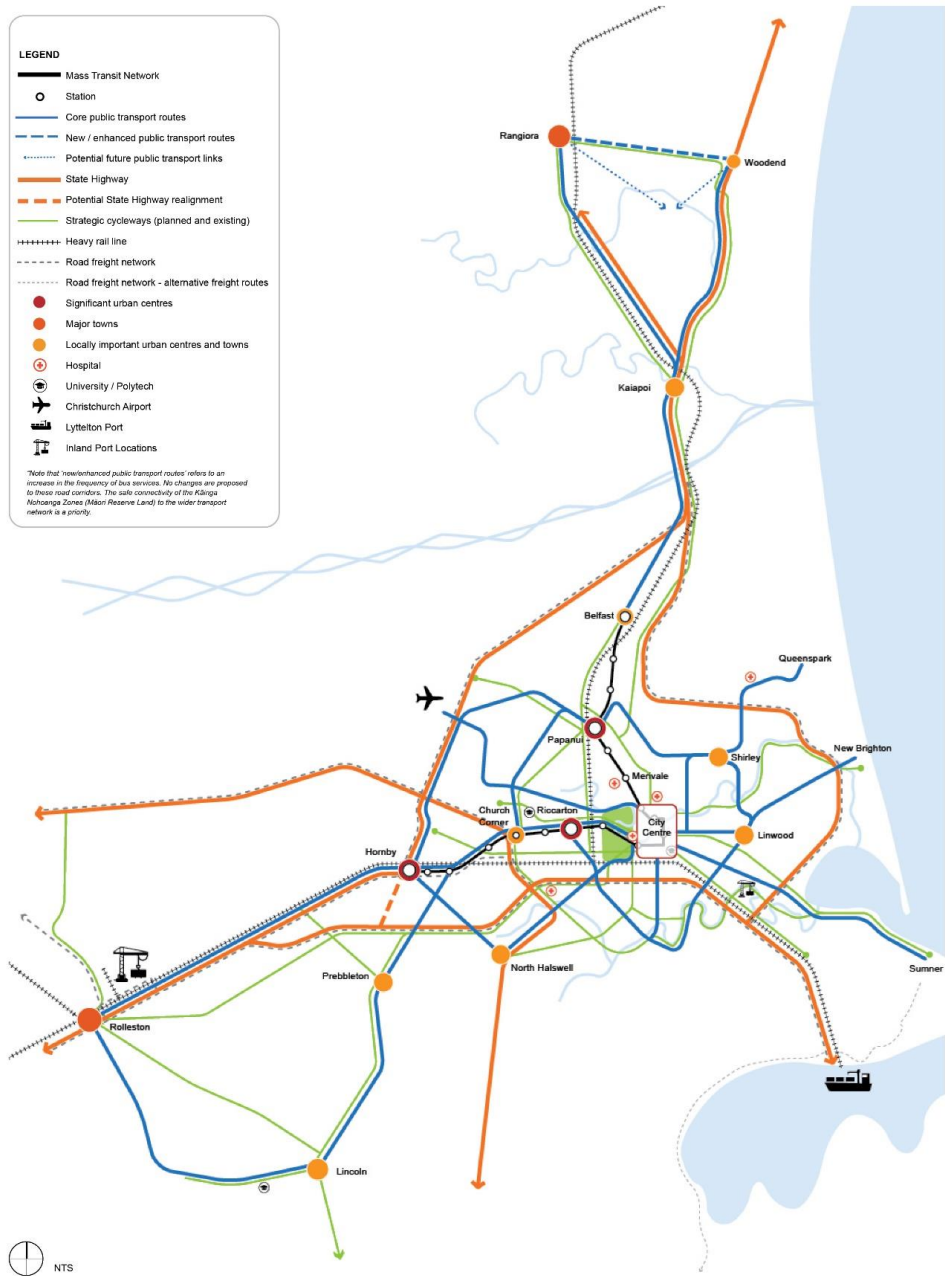 LEGEND
Mass Transit Network
Station
Core public transport routes
New / enhanced public transport routes
Potential future public transport links
State Highway
Potential State Highway realignment
Strategic cycleways (planned and existing)
Heavy rail line
Road freight network
Road freight network - alternative freight routes
Significant urban centres
Major towns
Locally important urban centres and towns
Hospital
University / Polytech
Christchurch Airport
Lyttelton Port
Inland Port Locations
*Note that 'new/enhanced public transport routes' refers to an
increase in the frequency of bus services. No changes are proposed
to these road corridors. The safe connectivity of the Kāinga
Nohoanga Zones (Māori Reserve Land) to the wider transport
network is a priority.
Rangiora
Woodend
Kaiapoi
Belfast
Queenspark
Papanui
Shirley
New Brighton
Merivale
Church
Corner
Riccarton
City
Centre
Linwood
Hornby
North Halswell
Prebbleton
Sumner
Rolleston
Lincoln
NTS